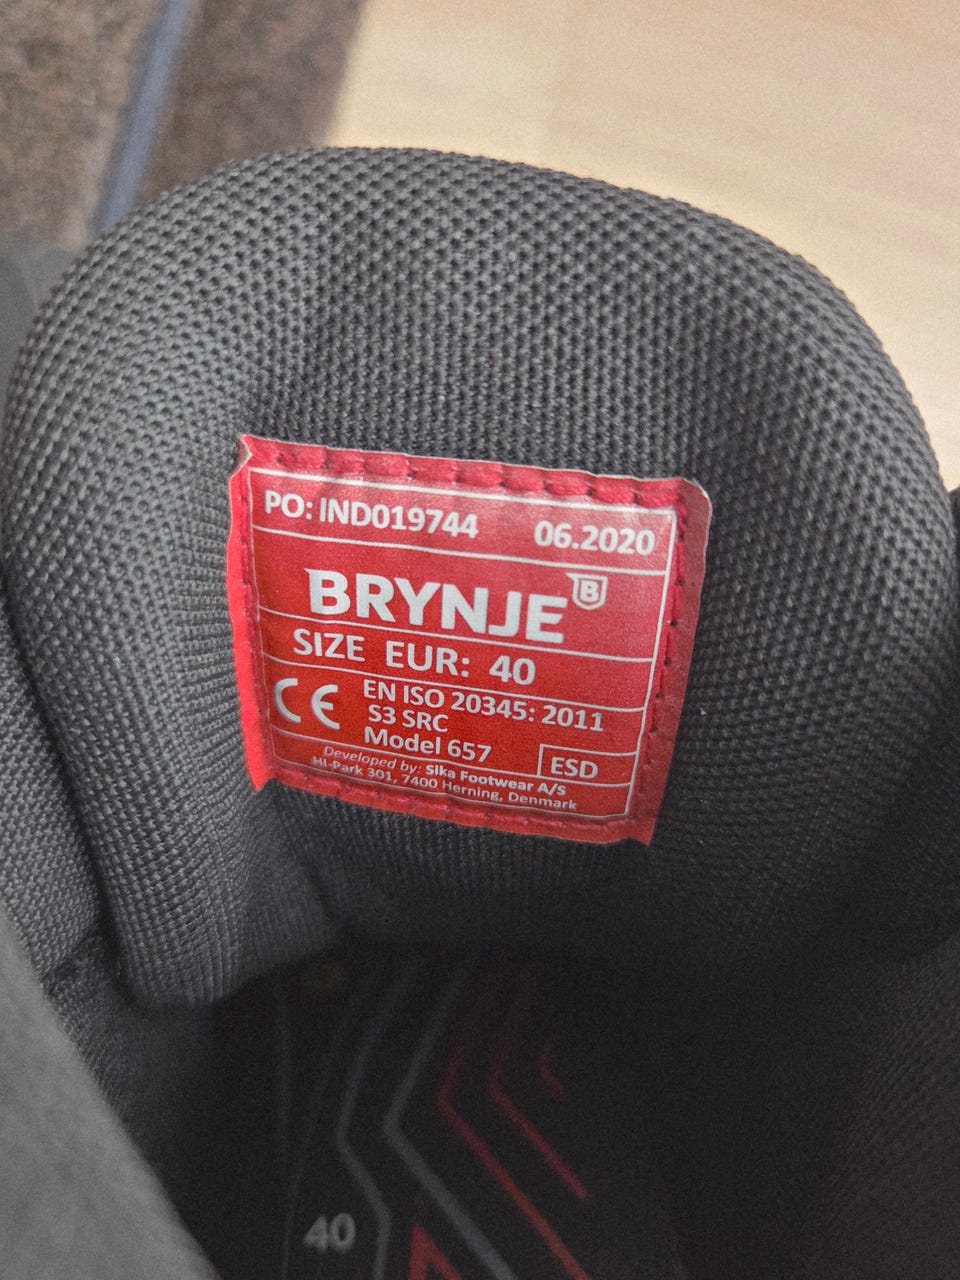 PO: IND019744 06.2020
BRYNJE B
SIZE EUR: 40
CE EN ISO 20345: 2011
S3 SRC
Model 657
ESD
Developed by: Sika Footwear A/S
HI-Park 301, 7400 Herning, Denmark
40